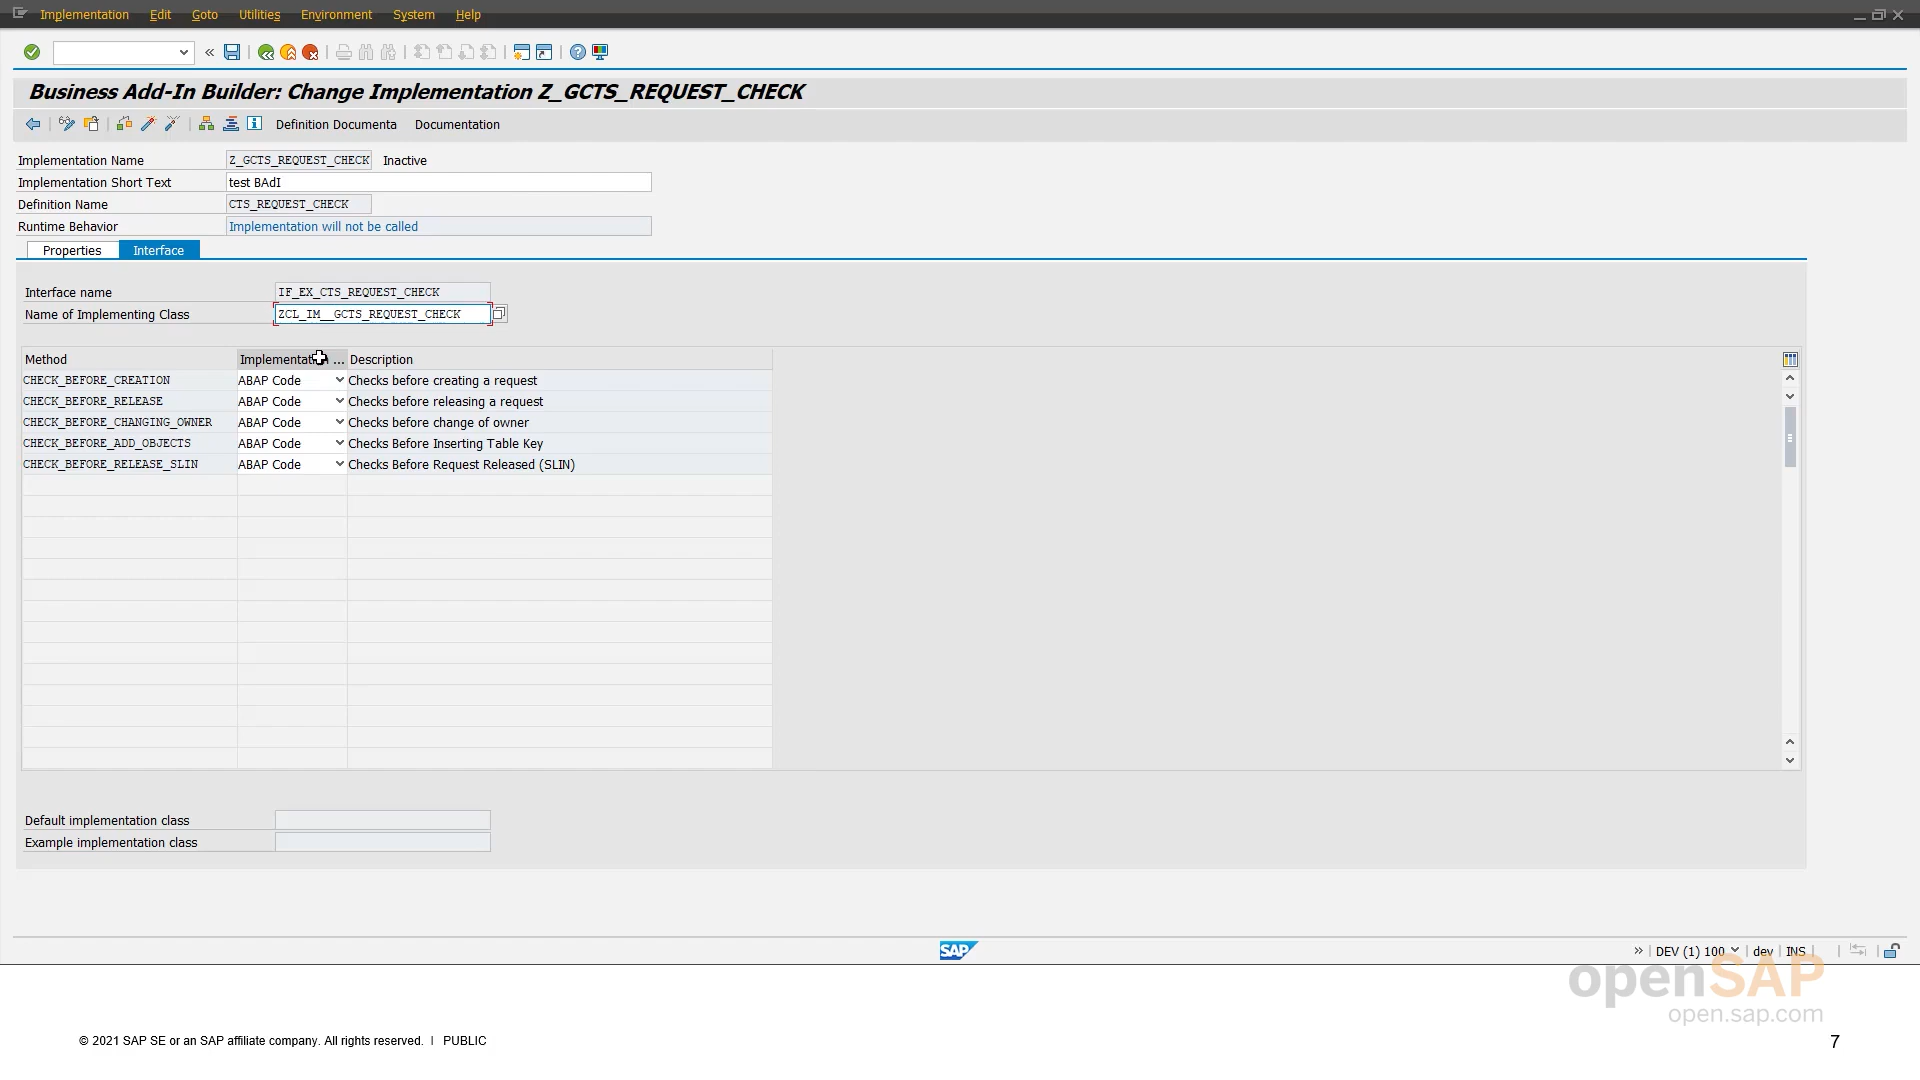 Implementation Edit Goto Utilities Environment System Help
Business Add-In Builder: Change Implementation Z_GCTS_REQUEST_CHECK
Definition Documenta Documentation
Implementation Name Z_GCTS_REQUEST_CHECK Inactive
Implementation Short Text test BAdI
Definition Name CTS_REQUEST_CHECK
Runtime Behavior Implementation will not be called
Properties Interface
Interface name IF_EX_CTS_REQUEST_CHECK
Name of Implementing Class ZCL_IM__GCTS_REQUEST_CHECK
Method Implementation ... Description
CHECK_BEFORE_CREATION ABAP Code Checks before creating a request
CHECK_BEFORE_RELEASE ABAP Code Checks before releasing a request
CHECK_BEFORE_CHANGING_OWNER ABAP Code Checks before change of owner
CHECK_BEFORE_ADD_OBJECTS ABAP Code Checks Before Inserting Table Key
CHECK_BEFORE_RELEASE_SLIN ABAP Code Checks Before Request Released (SLIN)
Default implementation class
Example implementation class
SAP
DEV (1) 100 dev INS
openSAP
open.sap.com
© 2021 SAP SE or an SAP affiliate company. All rights reserved. | PUBLIC
7